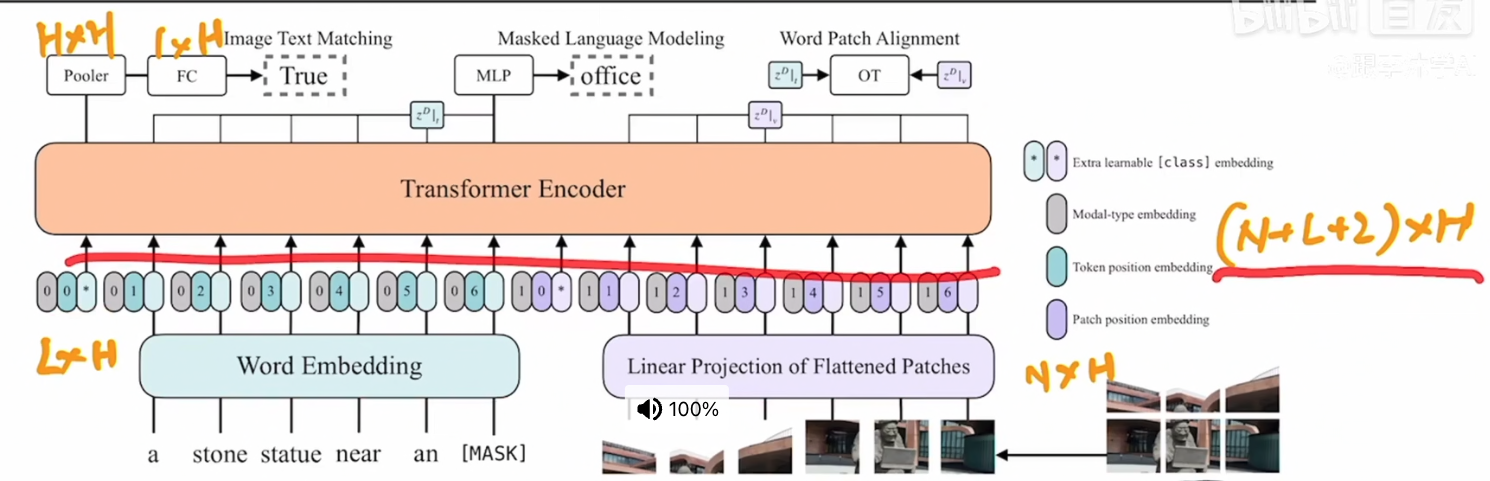 bilibili 首发
H×H
1×H
Image Text Matching
Masked Language Modeling
Word Patch Alignment
Pooler
FC
True
MLP
office
z^D|_t
OT
z^D|_v
z^D|_t
z^D|_v
Transformer Encoder
* * Extra learnable [class] embedding
Modal-type embedding
(N+L+2)×H
Token position embedding
Patch position embedding
0 0 * 0 1 0 2 0 3 0 4 0 5 0 6 1 0 * 1 1 1 2 1 3 1 4 1 5 1 6
L×H
Word Embedding
Linear Projection of Flattened Patches
N×H
100%
a stone statue near an [MASK]